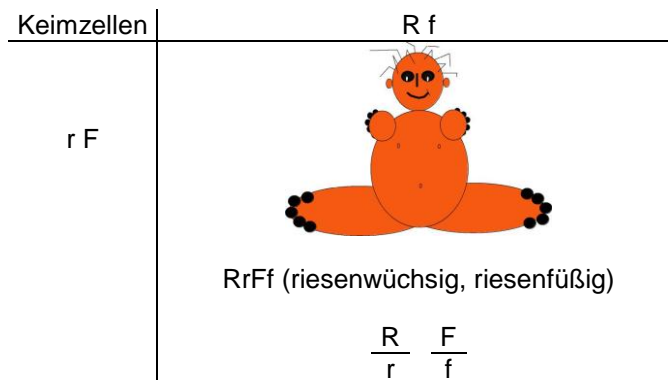 Keimzellen R f
r F
RrFf (riesenwüchsig, riesenfüßig)
R F
r f